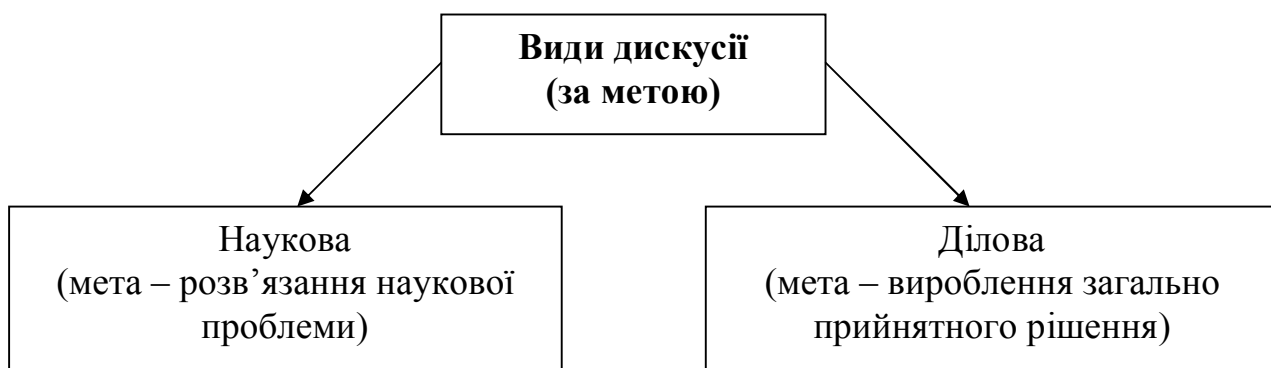 Види дискусії
(за метою)
Наукова
(мета – розв’язання наукової
проблеми)
Ділова
(мета – вироблення загально
прийнятного рішення)